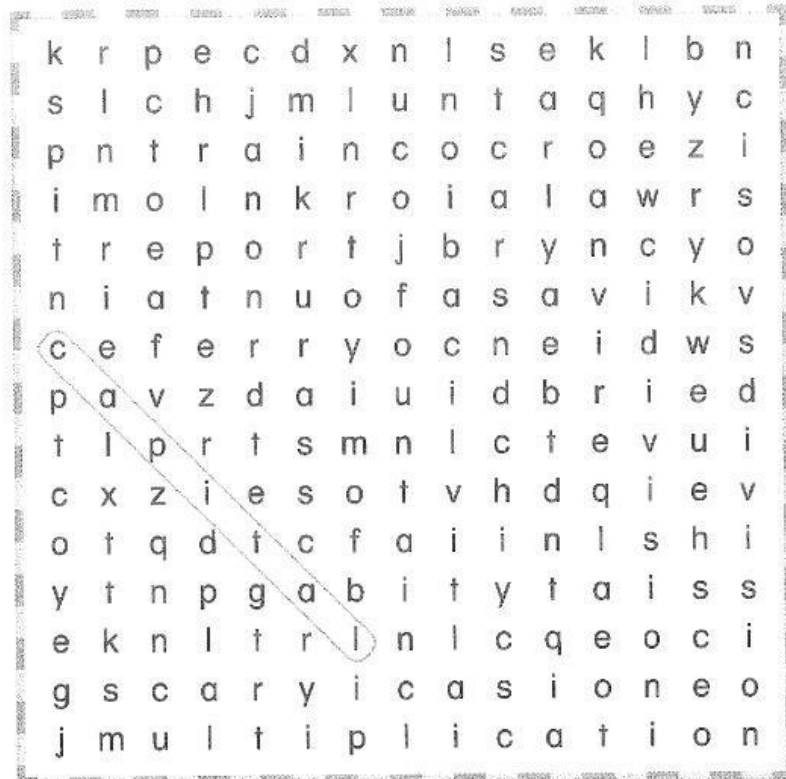 k r p e c d x n l s e k l b n
s l c h j m l u n t a q h y c
p n t r a i n c o c r o e z i
i m o l n k r o i a l a w r s
t r e p o r t j b r y n c y o
n i a t n u o f a s a v i k v
c e f e r r y o c n e i d w s
p a v z d a i u i d b r i e d
t l p r t s m n l c t e v u i
c x z i e s o t v h d q i e v
o t q d t c f a i i n l s h i
y t n p g a b i t y t a i s s
e k n l t r l n l c q e o c i
g s c a r y i c a s i o n e o
j m u l t i p l i c a t i o n